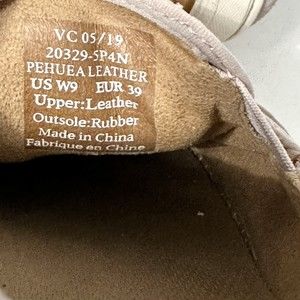 VC 05/19
20329-5P4N
PEHUEA LEATHER
US W9 EUR 39
Upper:Leather
Outsole:Rubber
Made in China
Fabriqué en Chine